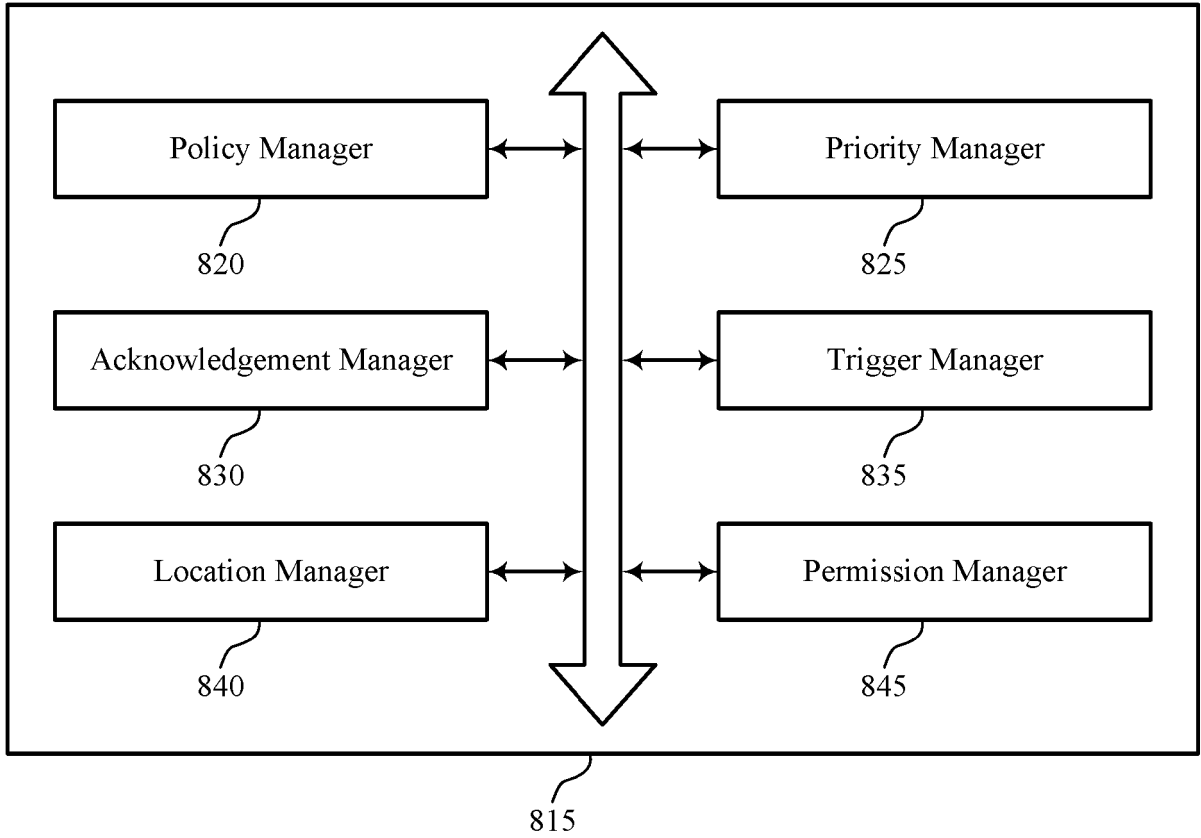 Policy Manager
Priority Manager
820
825
Acknowledgement Manager
Trigger Manager
830
835
Location Manager
Permission Manager
840
845
815